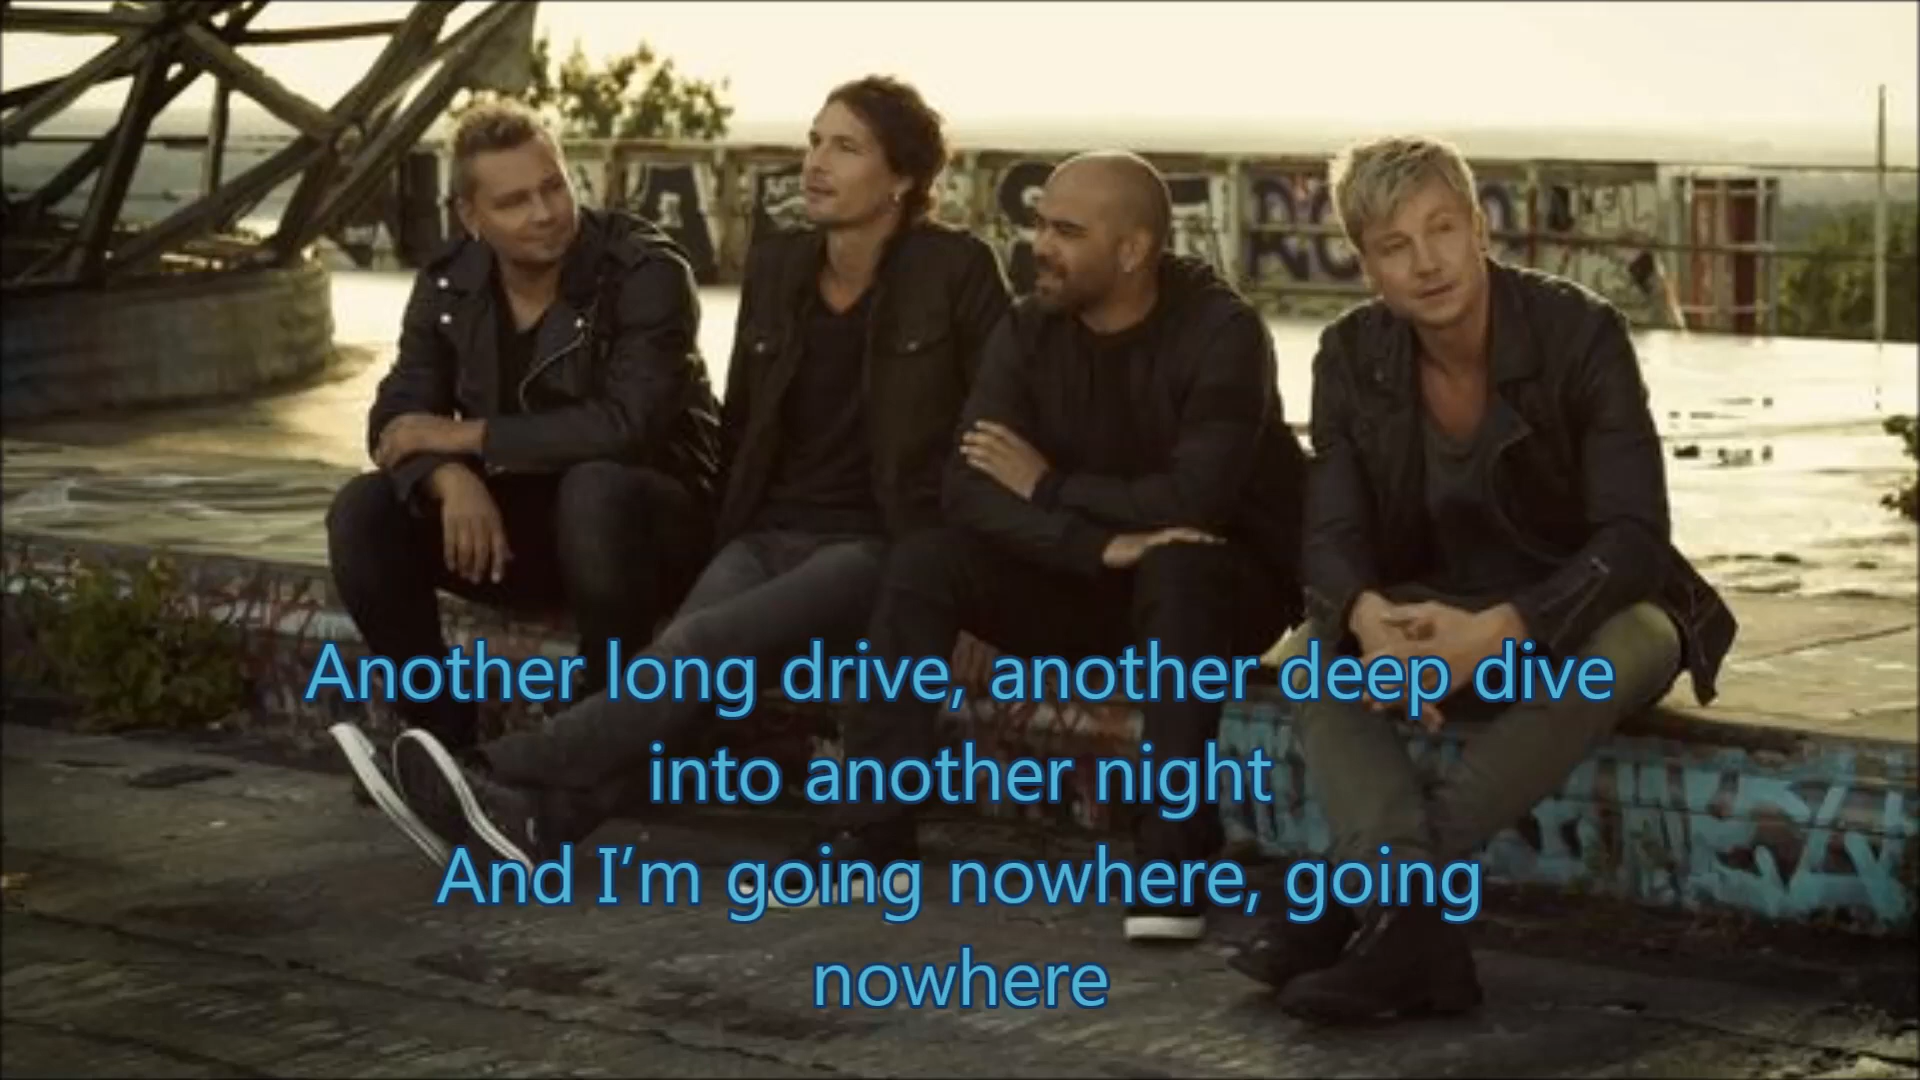 Another long drive, another deep dive
into another night
And I’m going nowhere, going
nowhere